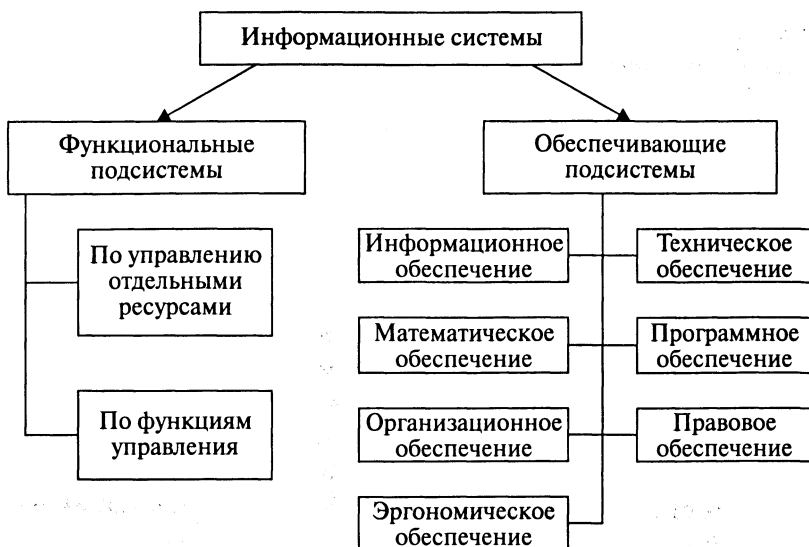 Информационные системы
Функциональные
подсистемы
По управлению
отдельными
ресурсами
По функциям
управления
Обеспечивающие
подсистемы
Информационное
обеспечение
Техническое
обеспечение
Математическое
обеспечение
Программное
обеспечение
Организационное
обеспечение
Правовое
обеспечение
Эргономическое
обеспечение